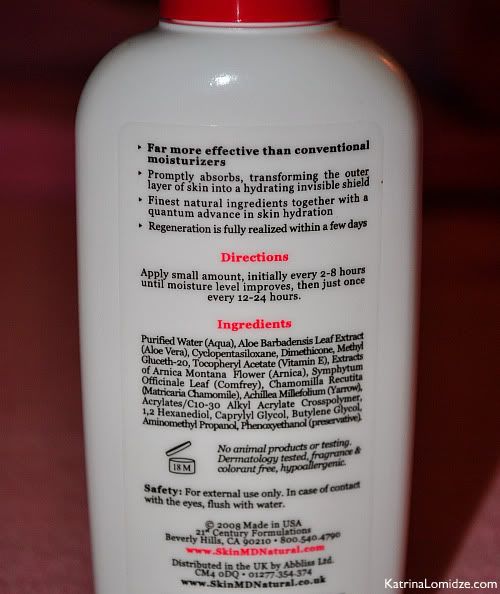 ‣ Far more effective than conventional
moisturizers
‣ Promptly absorbs, transforming the outer
layer of skin into a hydrating invisible shield
‣ Finest natural ingredients together with a
quantum advance in skin hydration
‣ Regeneration is fully realized within a few days
Directions
Apply small amount, initially every 2-8 hours
until moisture level improves, then just once
every 12-24 hours.
Ingredients
Purified Water (Aqua), Aloe Barbadensis Leaf Extract
(Aloe Vera), Cyclopentasiloxane, Dimethicone, Methyl
Gluceth-20, Tocopheryl Acetate (Vitamin E), Extracts
of Arnica Montana Flower (Arnica), Symphytum
Officinale Leaf (Comfrey), Chamomilla Recutita
(Matricaria Chamomile), Achillea Millefolium (Yarrow),
Acrylates/C10-30 Alkyl Acrylate Crosspolymer,
1,2 Hexanediol, Caprylyl Glycol, Butylene Glycol,
Aminomethyl Propanol, Phenoxyethanol (preservative).
18 M
No animal products or testing.
Dermatology tested, fragrance &
colorant free, hypoallergenic.
Safety: For external use only. In case of contact
with the eyes, flush with water.
© 2008 Made in USA
21st Century Formulations
Beverly Hills, CA 90210 • 800.540.4790
www.SkinMDNatural.com
Distributed in the UK by Abbliss Ltd.
CM4 0DQ • 01277-354-374
www.SkinMDNatural.co.uk
KatrinaLomidze.com